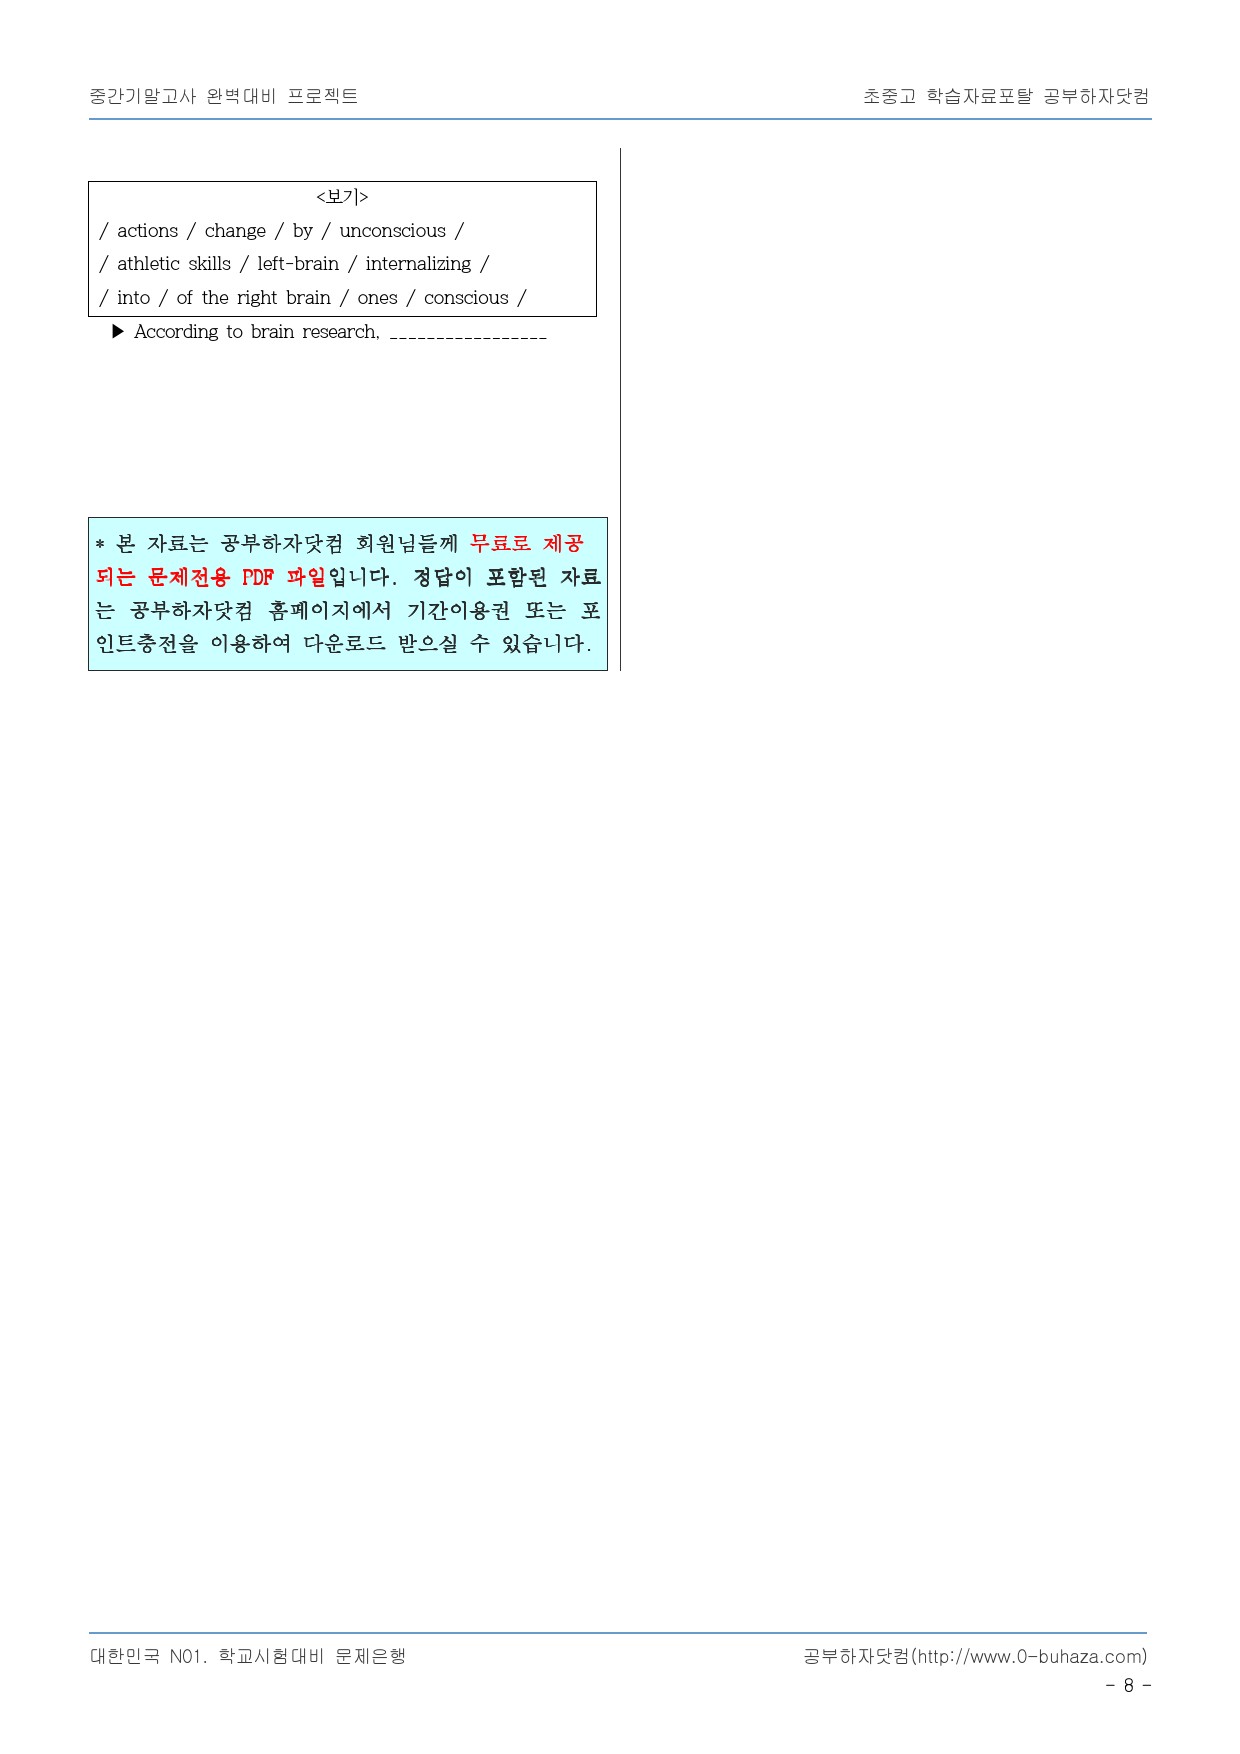 중간기말고사 완벽대비 프로젝트
초중고 학습자료포탈 공부하자닷컴
<보기>
/ actions / change / by / unconscious /
/ athletic skills / left-brain / internalizing /
/ into / of the right brain / ones / conscious /
▶ According to brain research, _________________
* 본 자료는 공부하자닷컴 회원님들께 무료로 제공
되는 문제전용 PDF 파일입니다. 정답이 포함된 자료
는 공부하자닷컴 홈페이지에서 기간이용권 또는 포
인트충전을 이용하여 다운로드 받으실 수 있습니다.
대한민국 N01. 학교시험대비 문제은행
공부하자닷컴(http://www.0-buhaza.com)
- 8 -